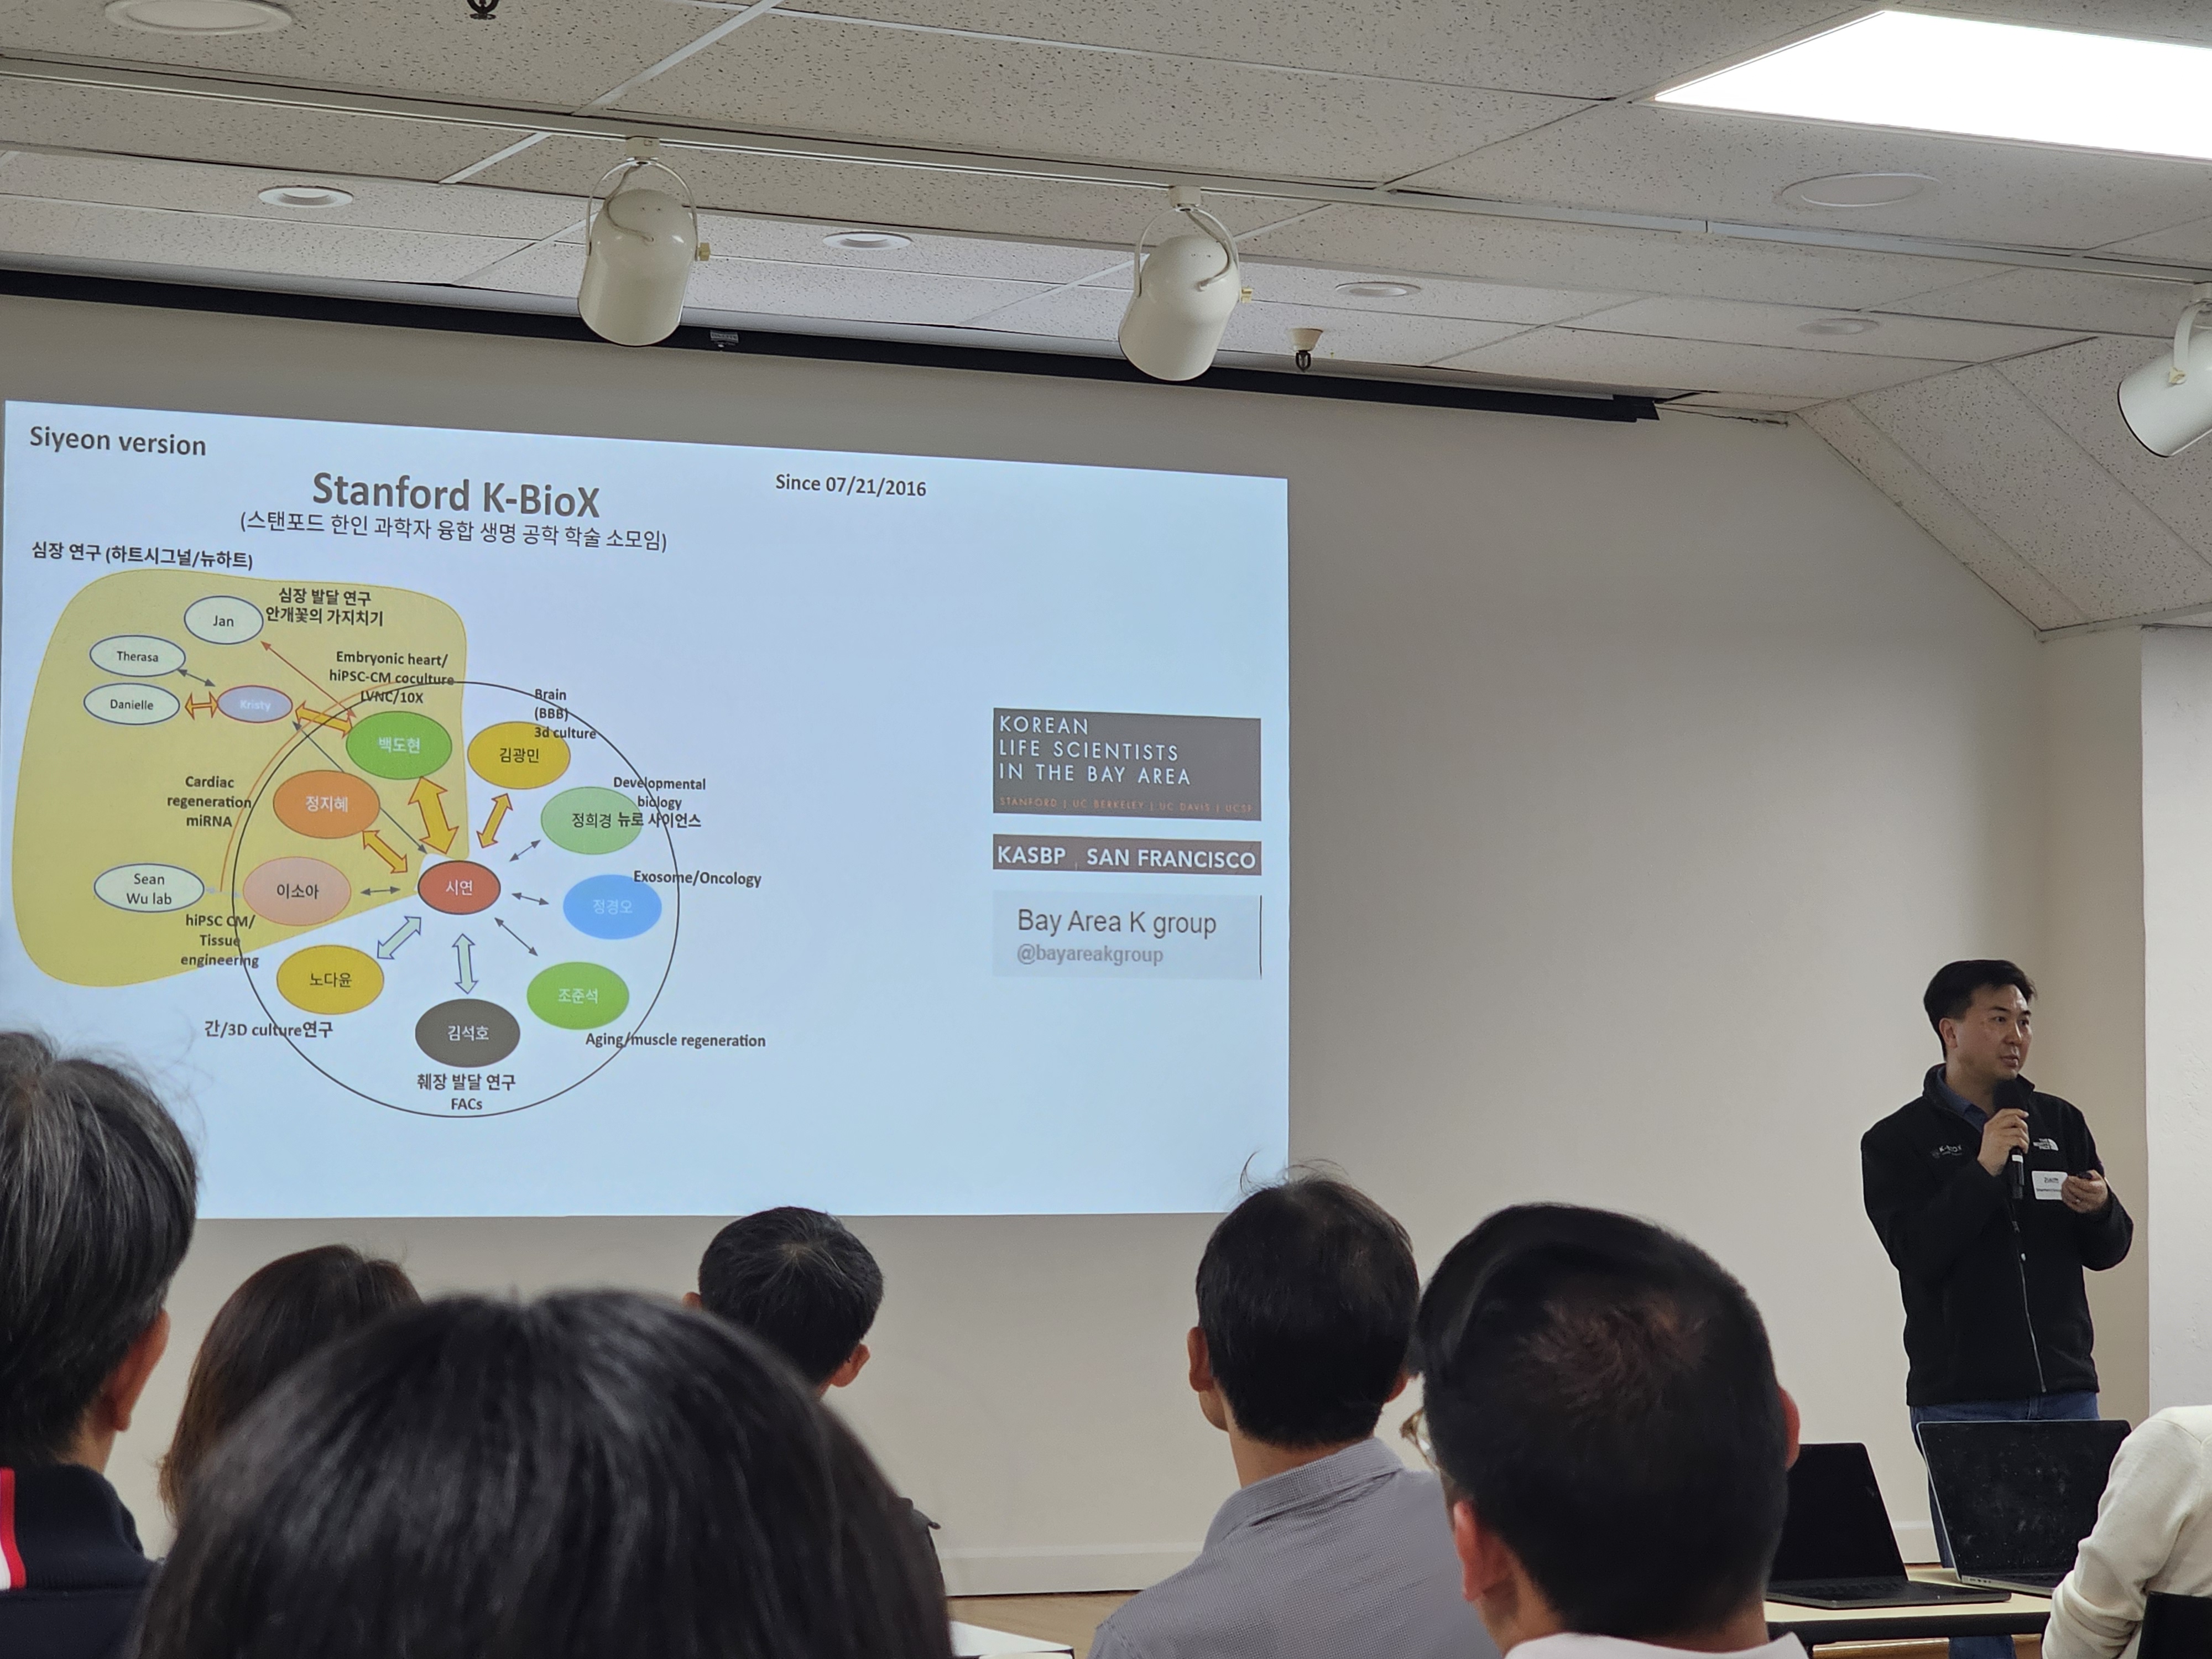 Siyeon version
Stanford K-BioX
Since 07/21/2016
(스탠포드 한인 과학자 융합 생명 공학 학술 소모임)
심장 연구 (하트시그널/뉴하트)
심장 발달 연구
안개꽃의 가지치기
Jan
Therasa
Danielle
Kristy
Embryonic heart/
hiPSC-CM coculture
LVNC/10X
백도현
Brain
(BBB)
3d culture
김광민
Cardiac
regeneration
miRNA
정지혜
Developmental
biology
정희경 뉴로 사이언스
Sean
Wu lab
이소아
시연
Exosome/Oncology
정경오
hiPSC CM/
Tissue
engineering
노다윤
조준석
간/3D culture연구
김석호
Aging/muscle regeneration
췌장 발달 연구
FACs
KOREAN
LIFE SCIENTISTS
IN THE BAY AREA
STANFORD | UC BERKELEY | UC DAVIS | UCSF
KASBP SAN FRANCISCO
Bay Area K group
@bayareakgroup
K-BioX
THE
NORTH
FACE